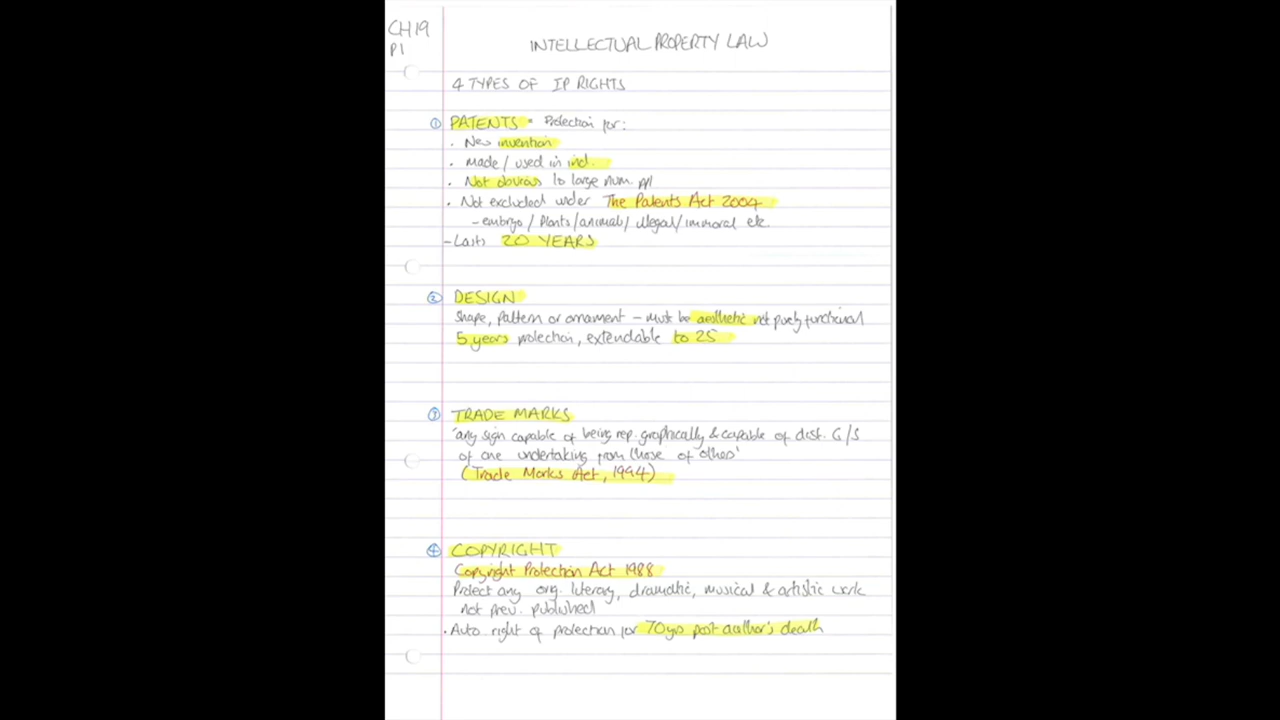 CH19
P1
INTELLECTUAL PROPERTY LAW
4 TYPES OF IP RIGHTS
① PATENTS = Protection for:
· New invention
· made / used in ind.
· Not obvious to large num. ppl
· Not excluded under The Patents Act 2004
- embryo / Plants / animals / illegal / immoral etc.
- Lasts 20 YEARS
② DESIGN
Shape, pattern or ornament - must be aesthetic not purely functional
5 years protection, extendable to 25
③ TRADE MARKS
'any sign capable of being rep. graphically & capable of dist. G/S
of one undertaking from those of others'
(Trade Marks Act, 1994)
④ COPYRIGHT
Copyright Protection Act 1988
Protect any org. literary, dramatic, musical & artistic work
not prev. published
· Auto right of protection for 70yrs post author's death